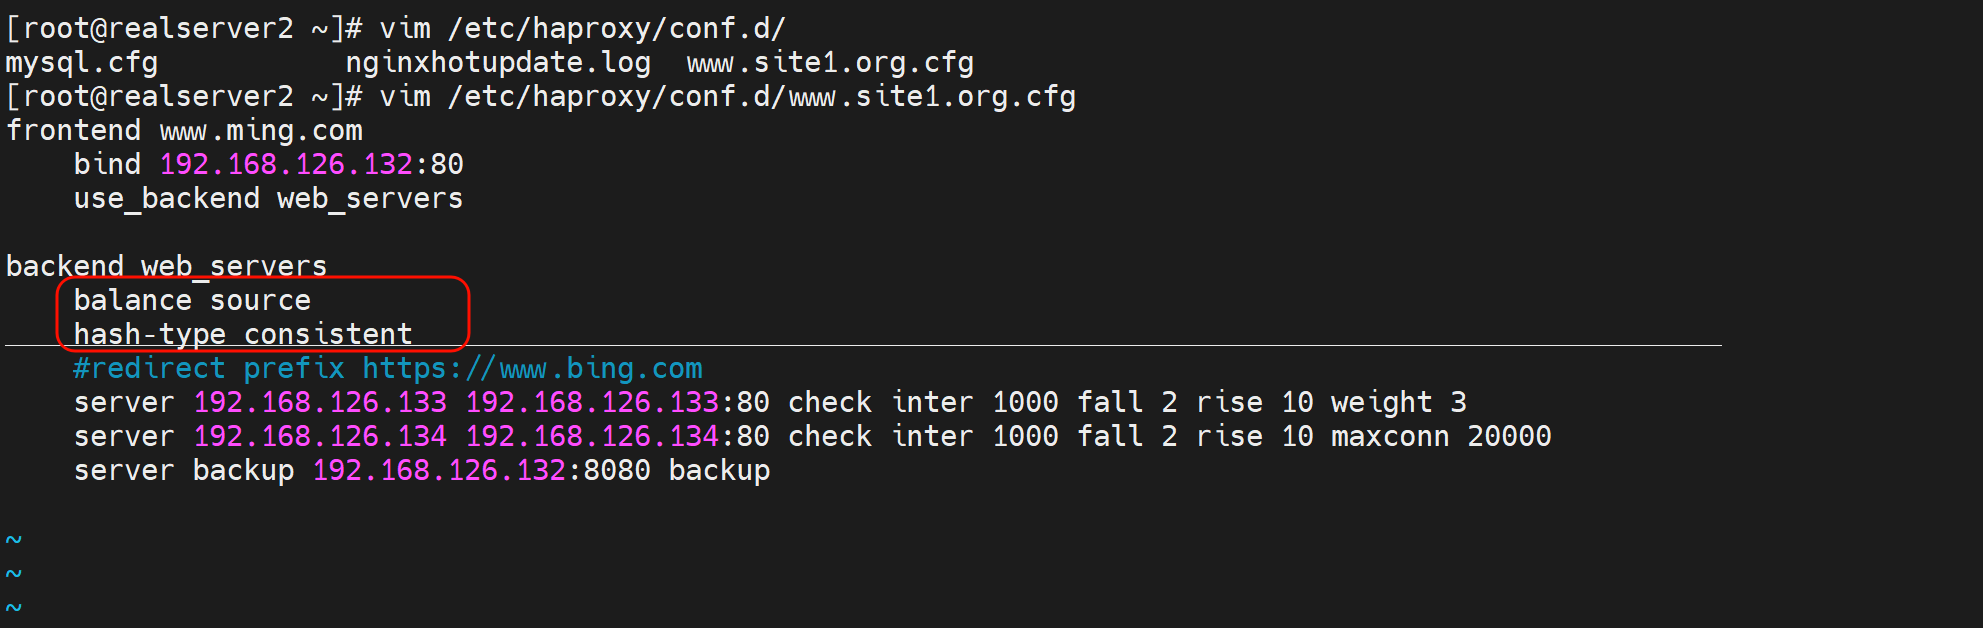 [root@realserver2 ~]# vim /etc/haproxy/conf.d/
mysql.cfg           nginxhotupdate.log  www.site1.org.cfg
[root@realserver2 ~]# vim /etc/haproxy/conf.d/www.site1.org.cfg
frontend www.ming.com
    bind 192.168.126.132:80
    use_backend web_servers
backend web_servers
    balance source
    hash-type consistent
    #redirect prefix https://www.bing.com
    server 192.168.126.133 192.168.126.133:80 check inter 1000 fall 2 rise 10 weight 3
    server 192.168.126.134 192.168.126.134:80 check inter 1000 fall 2 rise 10 maxconn 20000
    server backup 192.168.126.132:8080 backup
~
~
~